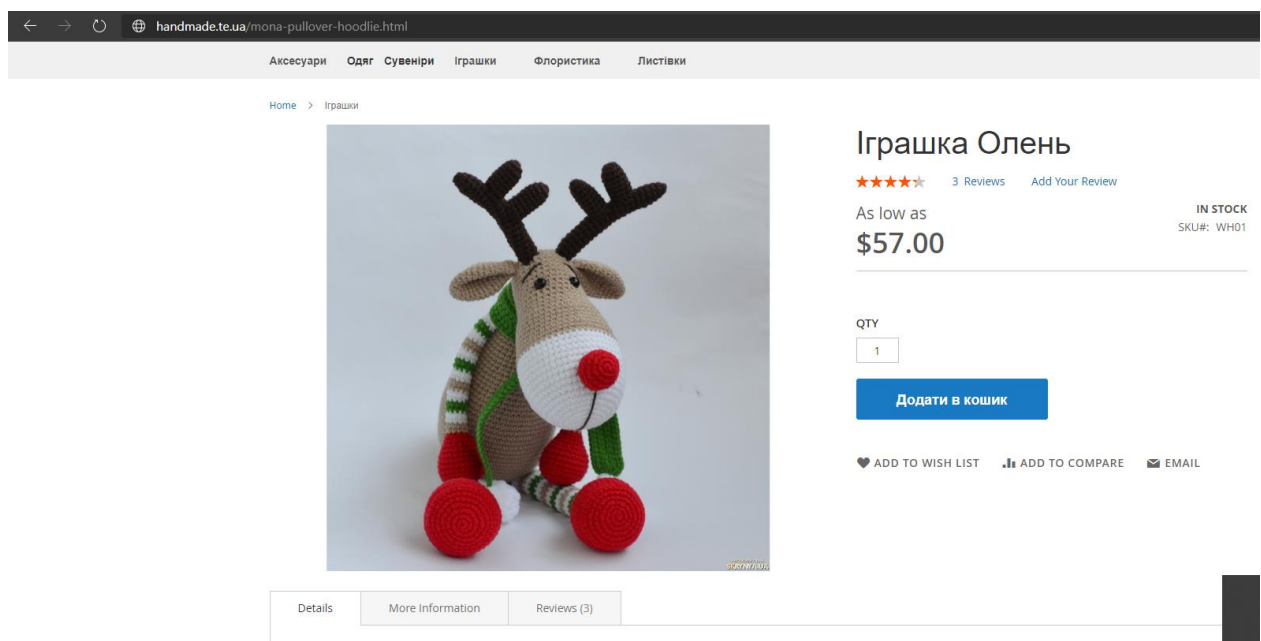 handmade.te.ua/mona-pullover-hoodlie.html
Аксесуари Одяг Сувеніри Іграшки Флористика Листівки
Home > Іграшки
Іграшка Олень
3 Reviews Add Your Review
As low as
IN STOCK
$57.00
SKU#: WH01
QTY
1
Додати в кошик
ADD TO WISH LIST ADD TO COMPARE EMAIL
Details More Information Reviews (3)